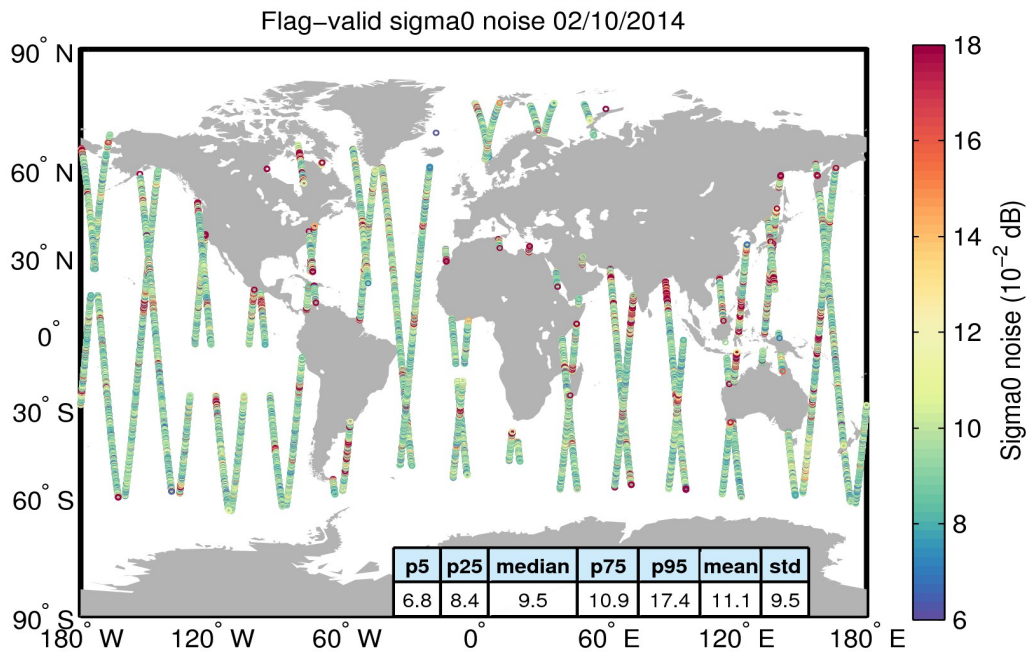 Flag−valid sigma0 noise 02/10/2014
90° N
60° N
30° N
0°
30° S
60° S
90° S
180° W
120° W
60° W
0°
60° E
120° E
180° E
p5 p25 median p75 p95 mean std
6.8 8.4 9.5 10.9 17.4 11.1 9.5
18
16
14
12
10
8
6
Sigma0 noise (10⁻² dB)